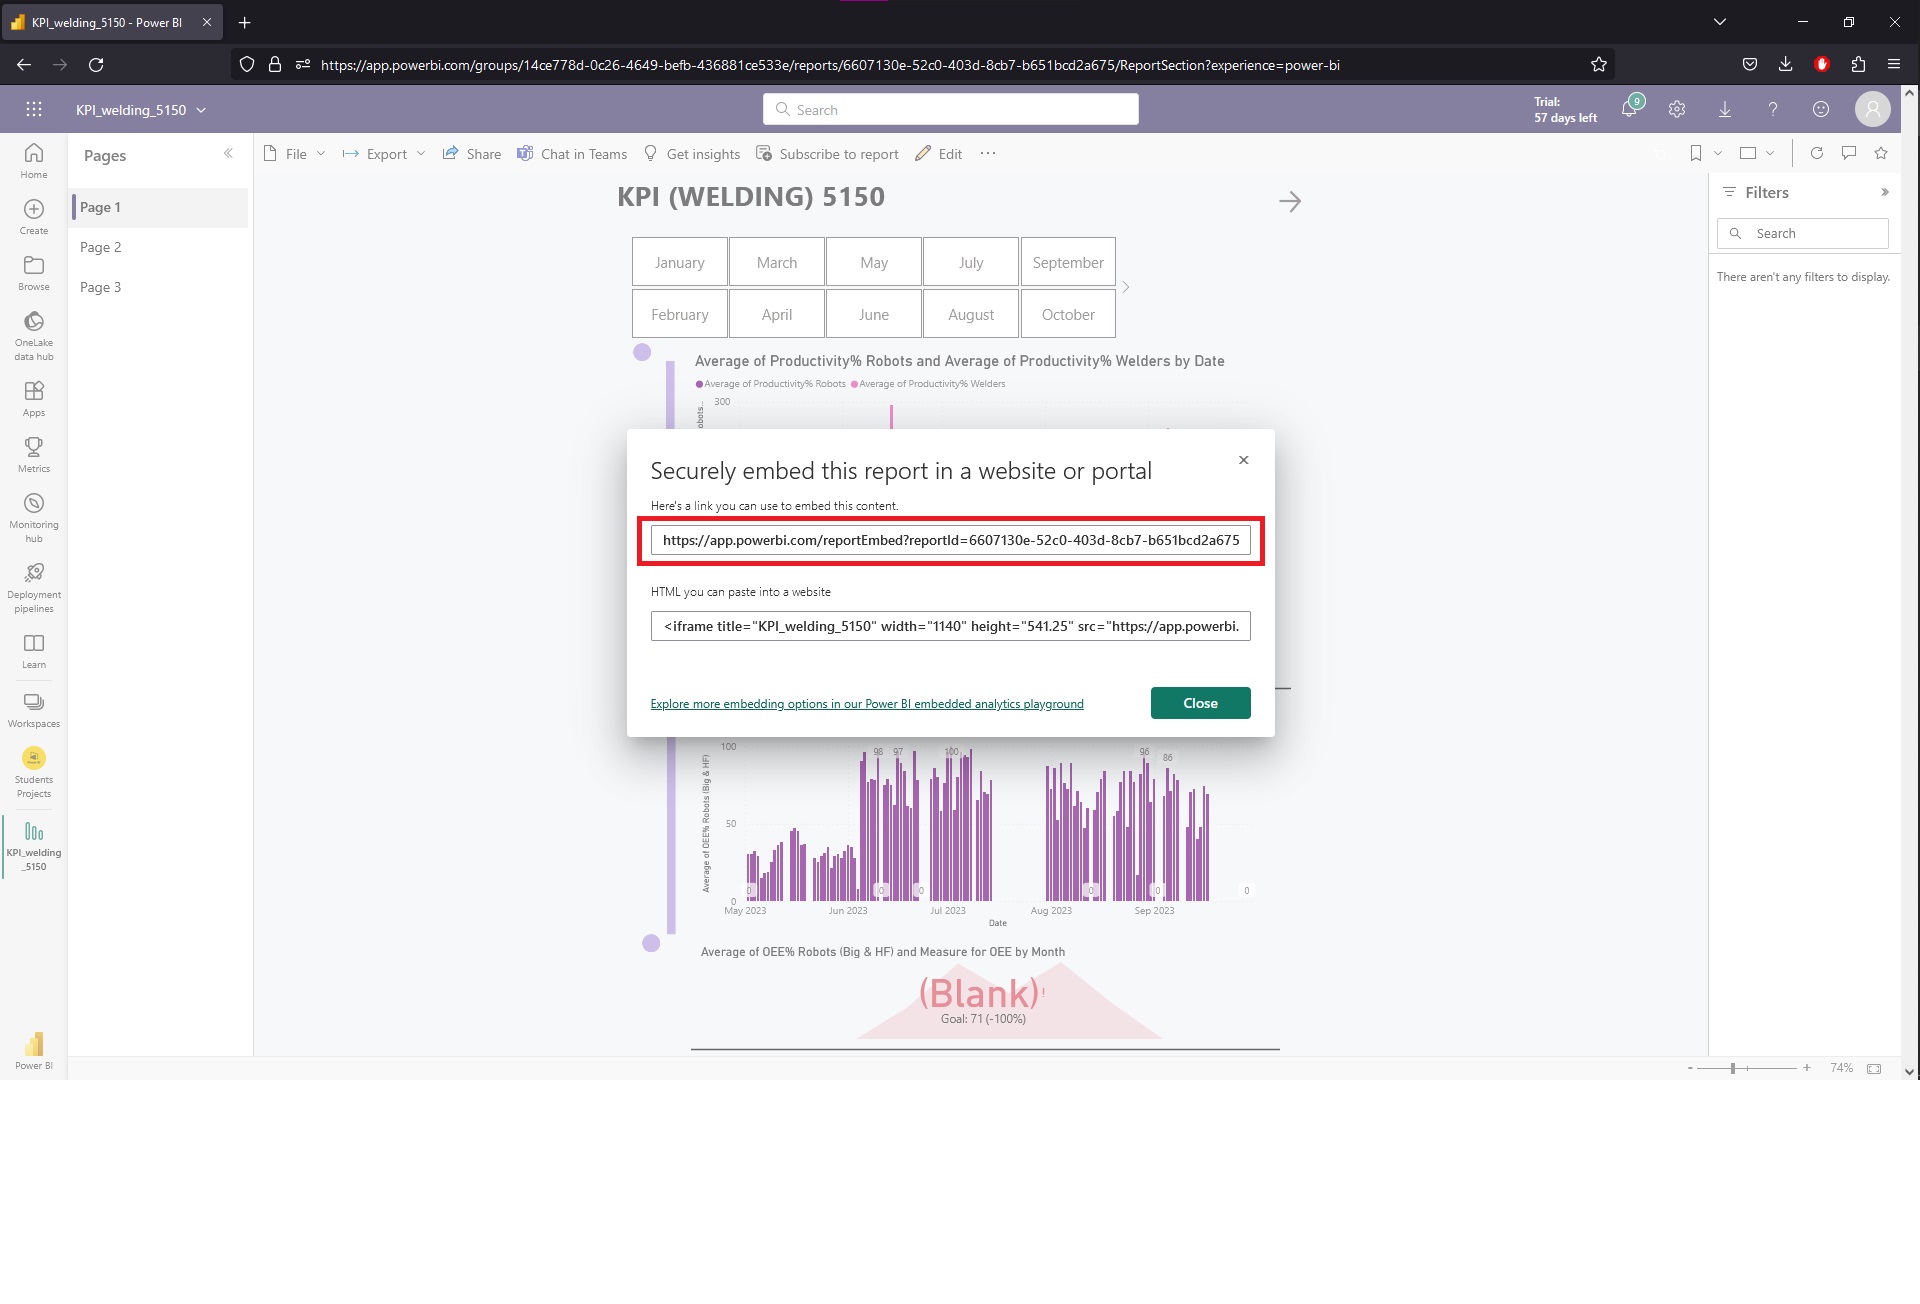 KPI_welding_5150 - Power BI
https://app.powerbi.com/groups/14ce778d-0c26-4649-befb-436881ce533e/reports/6607130e-52c0-403d-8cb7-b651bcd2a675/ReportSection?experience=power-bi
KPI_welding_5150
Search
Trial:
57 days left
9
Home
Create
Browse
OneLake
data hub
Apps
Metrics
Monitoring
hub
Deployment
pipelines
Learn
Workspaces
Students
Projects
KPI_welding
_5150
Power BI
Pages
Page 1
Page 2
Page 3
File
Export
Share
Chat in Teams
Get insights
Subscribe to report
Edit
KPI (WELDING) 5150
January
March
May
July
September
February
April
June
August
October
Average of Productivity% Robots and Average of Productivity% Welders by Date
Average of Productivity% Robots
Average of Productivity% Welders
300
Securely embed this report in a website or portal
Here's a link you can use to embed this content.
https://app.powerbi.com/reportEmbed?reportId=6607130e-52c0-403d-8cb7-b651bcd2a675
HTML you can paste into a website
<iframe title="KPI_welding_5150" width="1140" height="541.25" src="https://app.powerbi.
Explore more embedding options in our Power BI embedded analytics playground
Close
Average of OEE% Robots (Big & HF)
100
50
0
98
97
100
96
86
0
0
0
0
0
0
May 2023
Jun 2023
Jul 2023
Aug 2023
Sep 2023
Date
Average of OEE% Robots (Big & HF) and Measure for OEE by Month
(Blank)!
Goal: 71 (-100%)
Filters
Search
There aren't any filters to display.
- + 74%